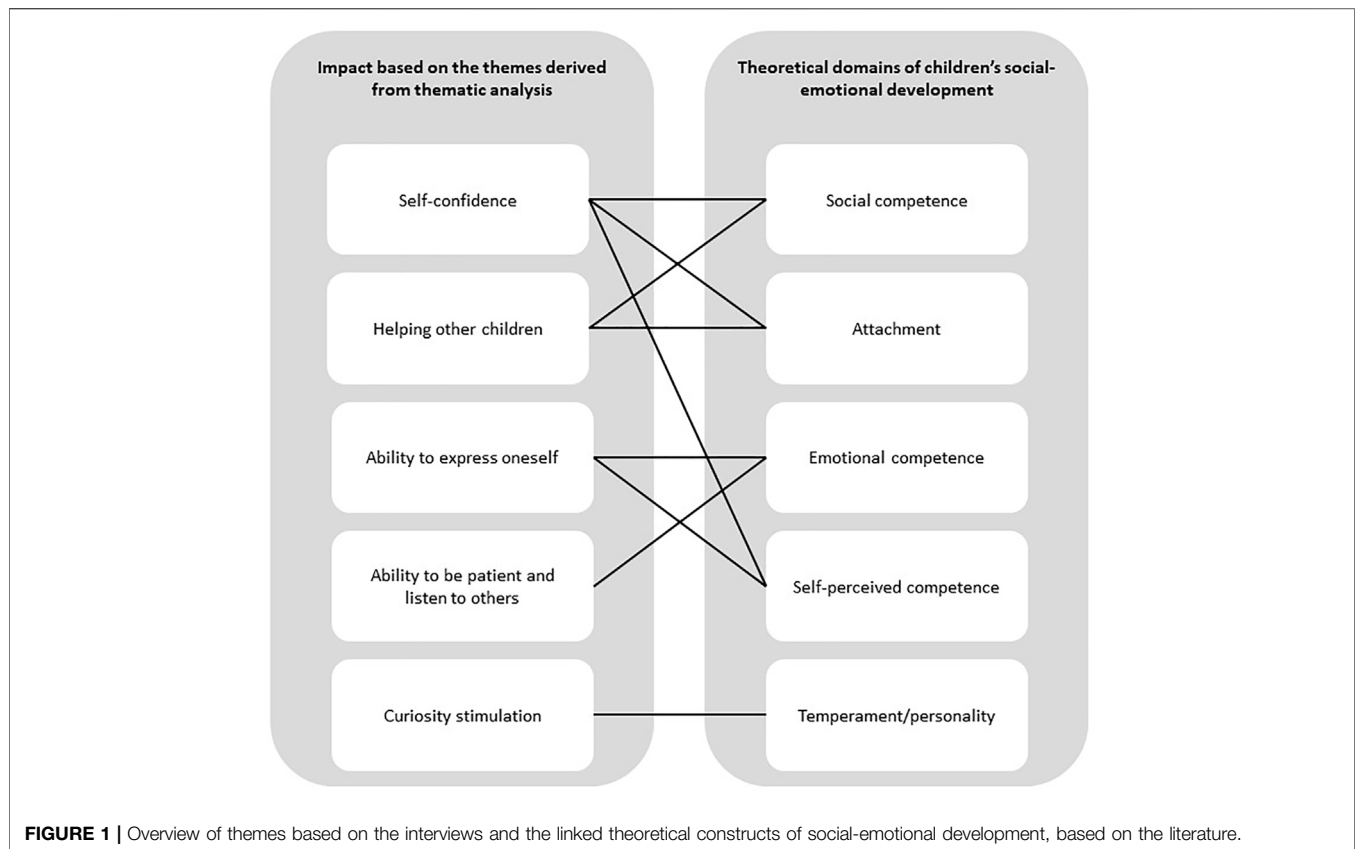 Impact based on the themes derived
from thematic analysis
Theoretical domains of children's social-
emotional development
Self-confidence
Social competence
Helping other children
Attachment
Ability to express oneself
Emotional competence
Ability to be patient and
listen to others
Self-perceived competence
Curiosity stimulation
Temperament/personality
FIGURE 1 | Overview of themes based on the interviews and the linked theoretical constructs of social-emotional development, based on the literature.